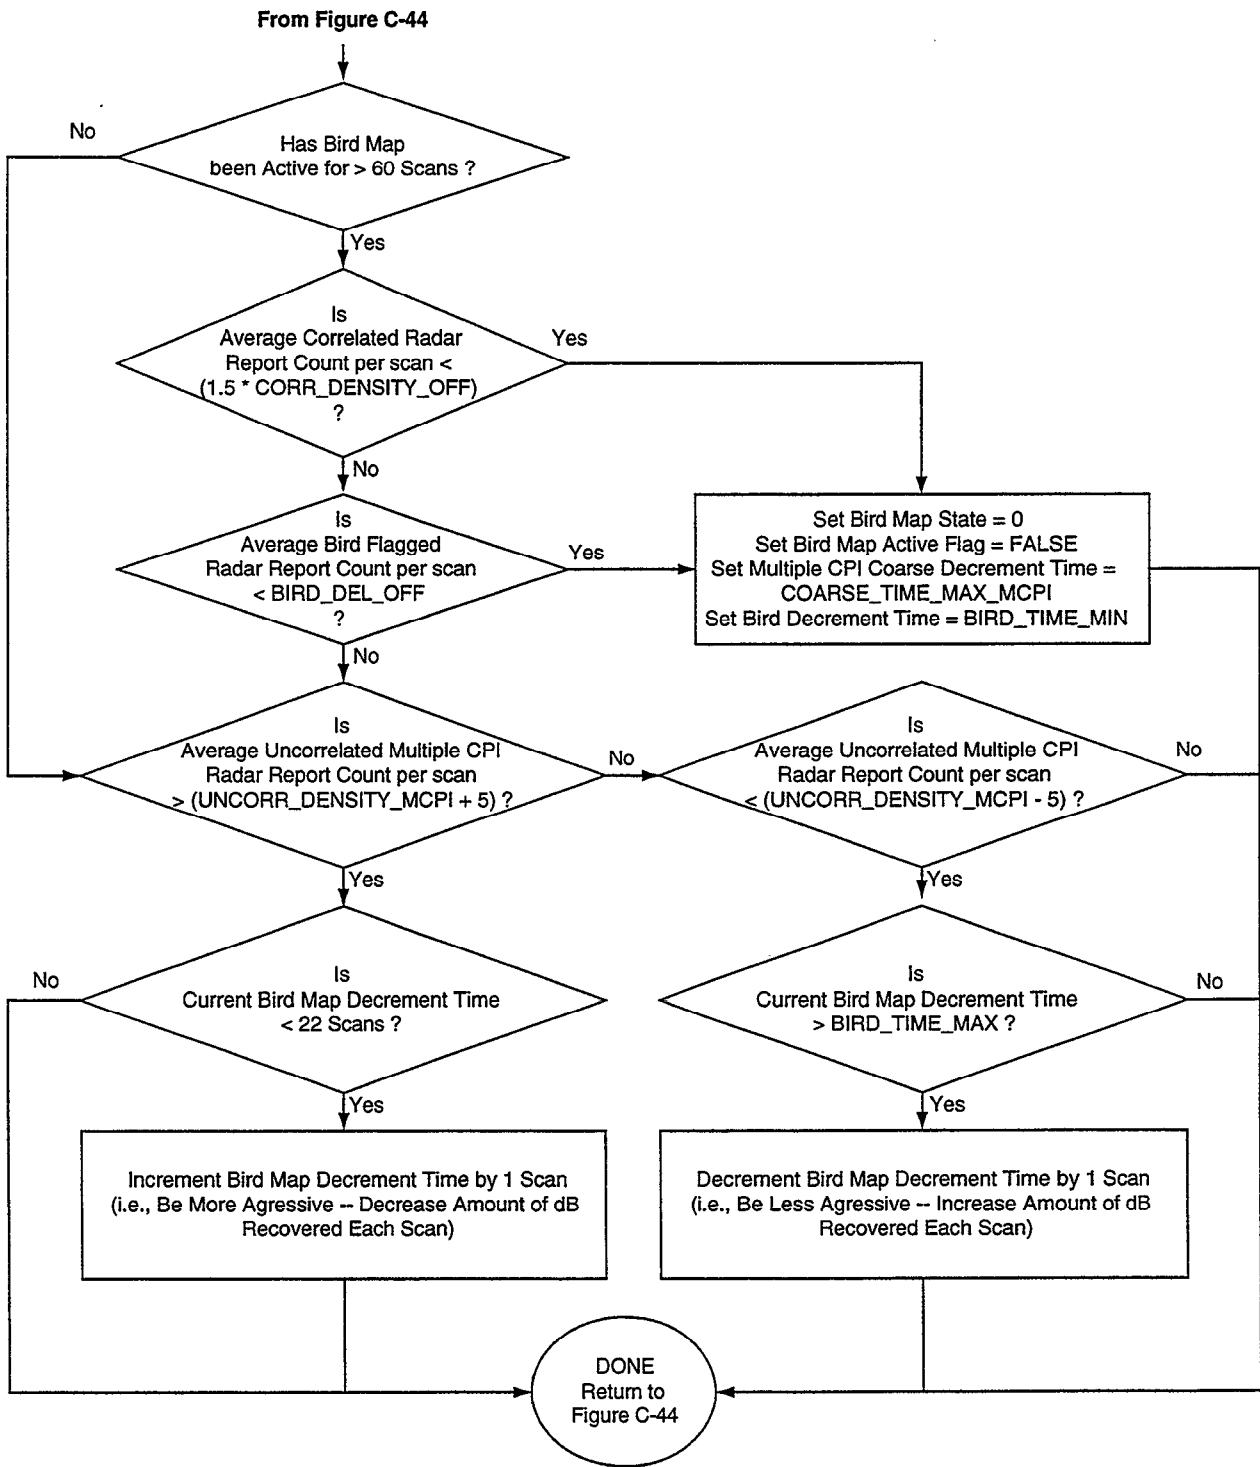 From Figure C-44
No
Has Bird Map
been Active for > 60 Scans ?
Yes
Is
Average Correlated Radar
Report Count per scan <
(1.5 * CORR_DENSITY_OFF)
?
Yes
No
Is
Average Bird Flagged
Radar Report Count per scan
< BIRD_DEL_OFF
?
Yes
Set Bird Map State = 0
Set Bird Map Active Flag = FALSE
Set Multiple CPI Coarse Decrement Time =
COARSE_TIME_MAX_MCPI
Set Bird Decrement Time = BIRD_TIME_MIN
No
Is
Average Uncorrelated Multiple CPI
Radar Report Count per scan
> (UNCORR_DENSITY_MCPI + 5) ?
No
Is
Average Uncorrelated Multiple CPI
Radar Report Count per scan
< (UNCORR_DENSITY_MCPI - 5) ?
No
Yes
Yes
No
Is
Current Bird Map Decrement Time
< 22 Scans ?
Is
Current Bird Map Decrement Time
> BIRD_TIME_MAX ?
No
Yes
Yes
Increment Bird Map Decrement Time by 1 Scan
(i.e., Be More Agressive -- Decrease Amount of dB
Recovered Each Scan)
Decrement Bird Map Decrement Time by 1 Scan
(i.e., Be Less Agressive -- Increase Amount of dB
Recovered Each Scan)
DONE
Return to
Figure C-44